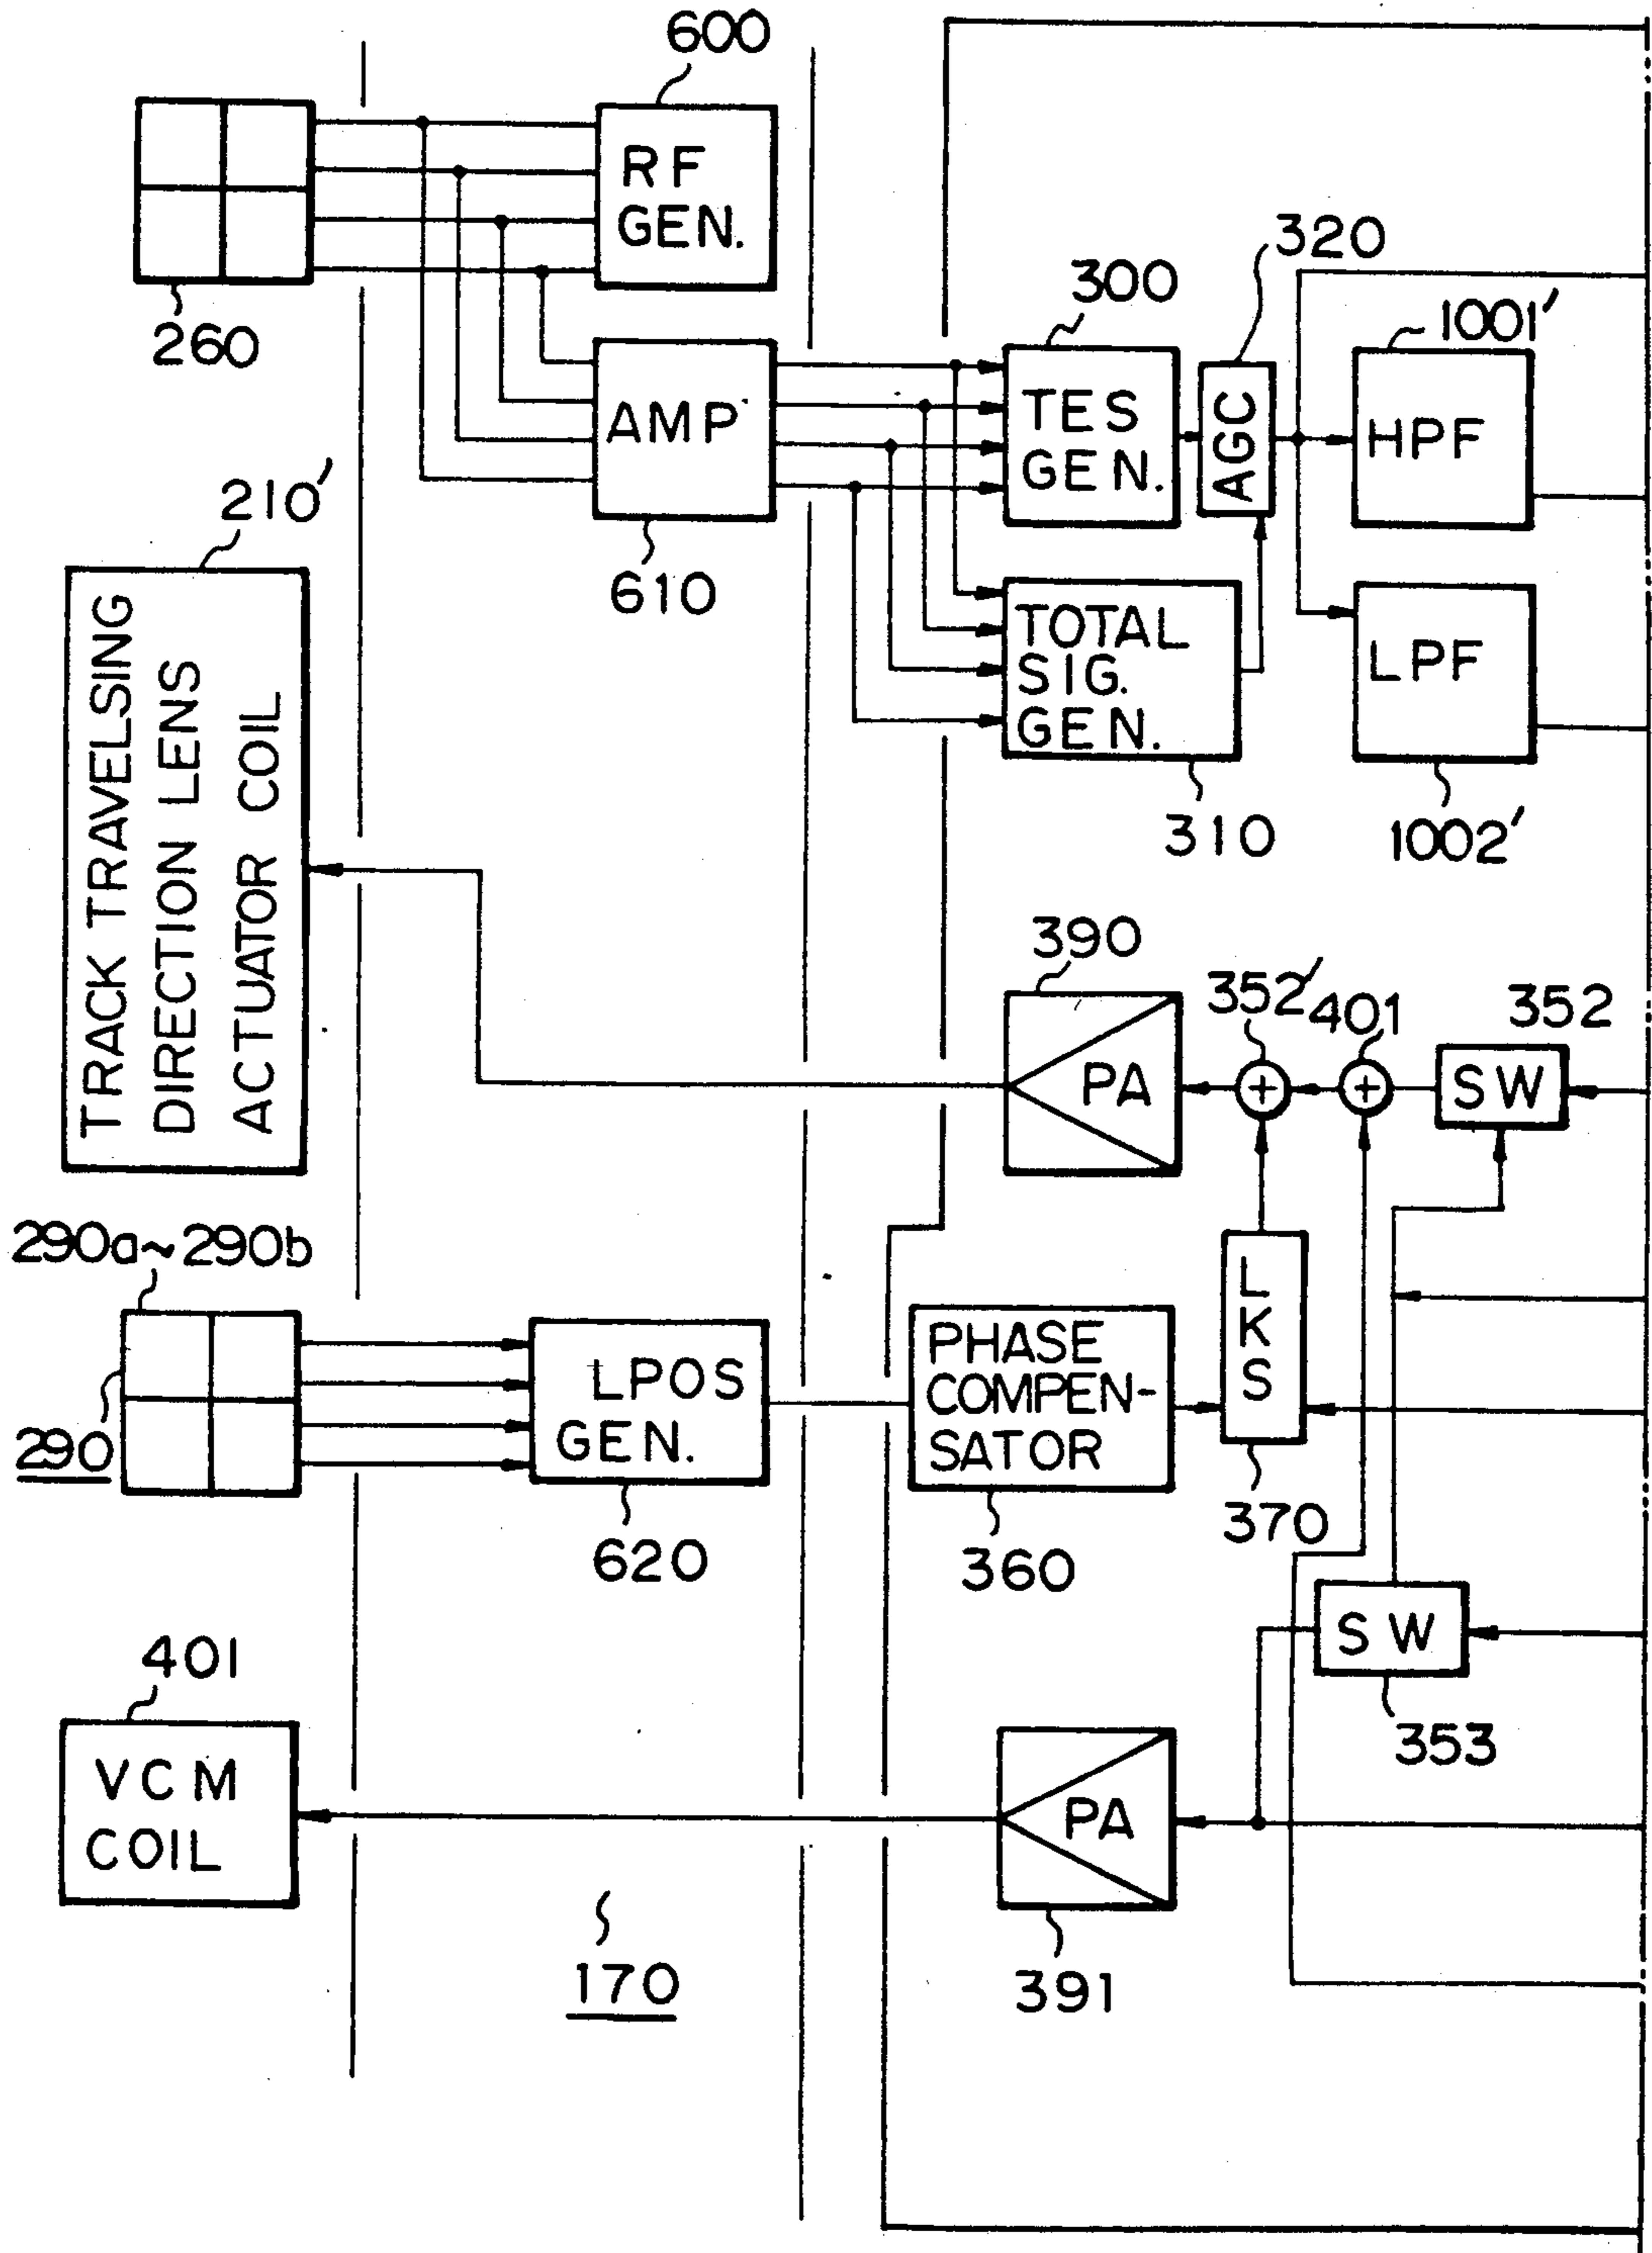 600
RF
GEN.
260
320
300
1001'
TES
GEN.
AGC
HPF
AMP
610
210'
TRACK TRAVELSING
DIRECTION LENS
ACTUATOR COIL
TOTAL
SIG.
GEN.
310
LPF
1002'
390
PA
352'
401
352
SW
290a~290b
290
LPOS
GEN.
620
PHASE
COMPEN-
SATOR
360
LKS
370
SW
353
401
VCM
COIL
PA
391
170